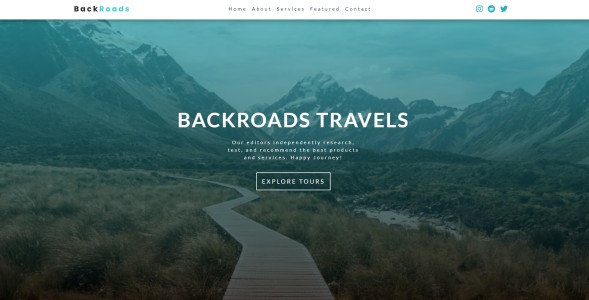 BackRoads
Home About Services Featured Contact
BACKROADS TRAVELS
Our editors independently research,
test, and recommend the best products
and services. Happy Journey!
EXPLORE TOURS